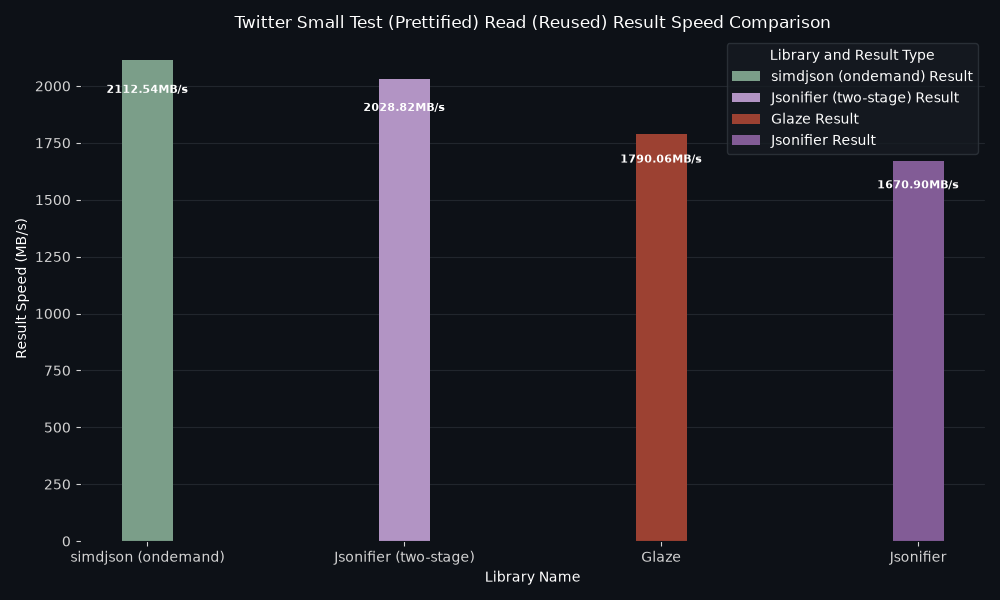 Twitter Small Test (Prettified) Read (Reused) Result Speed Comparison
Library and Result Type
simdjson (ondemand) Result
Jsonifier (two-stage) Result
Glaze Result
Jsonifier Result
2112.54MB/s
2028.82MB/s
1790.06MB/s
1670.90MB/s
Result Speed (MB/s)
2000
1750
1500
1250
1000
750
500
250
0
simdjson (ondemand)
Jsonifier (two-stage)
Glaze
Jsonifier
Library Name